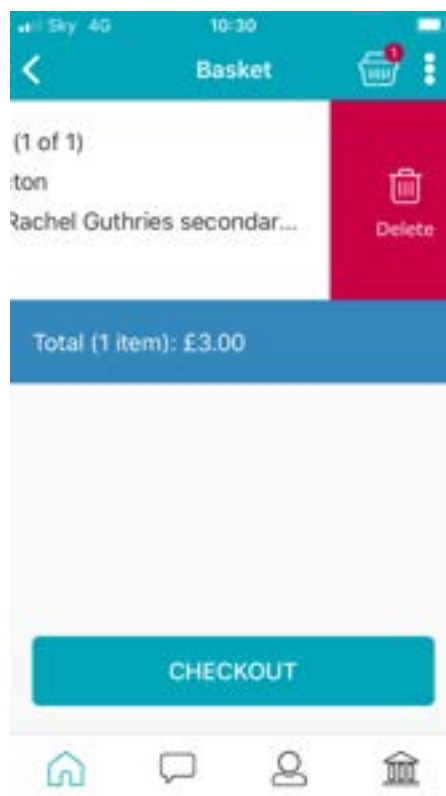 Sky 4G 10:30
Basket
1
(1 of 1)
ton
Rachel Guthries secondar...
Delete
Total (1 item): £3.00
CHECKOUT